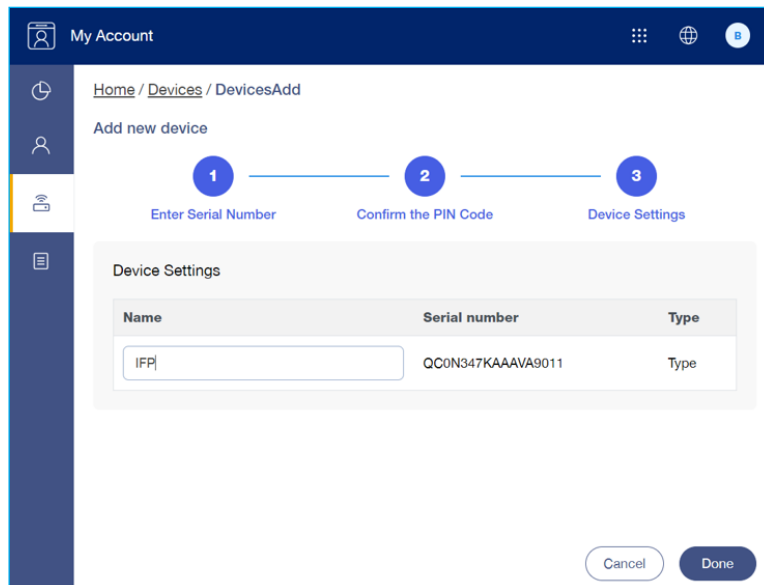 My Account
B
Home / Devices / DevicesAdd
Add new device
1 2 3
Enter Serial Number Confirm the PIN Code Device Settings
Device Settings
Name Serial number Type
IFP QC0N347KAAAVA9011 Type
Cancel Done